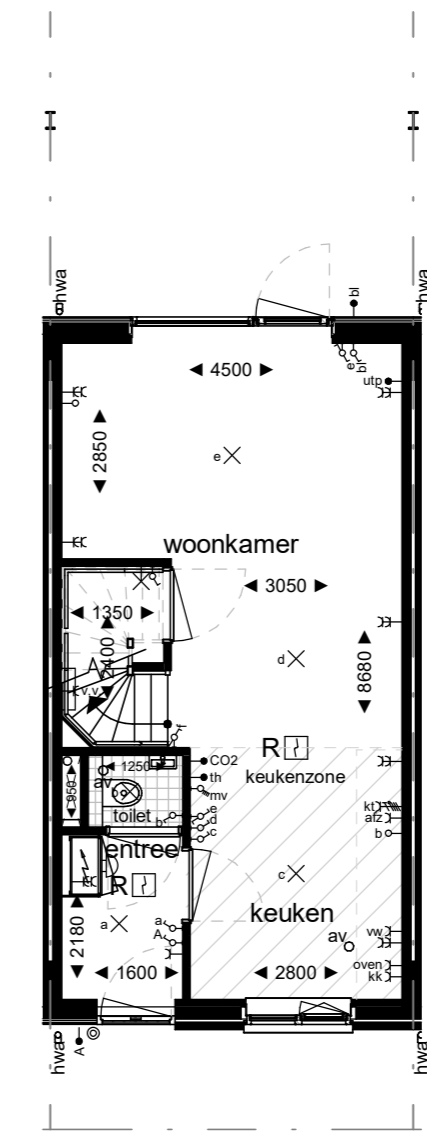 hwa
hwa
bl
e
bl
utp
4500
2850
e
woonkamer
3050
1350
2400
d
8680
A
v.v.
f
R
keukenzone
CO2
th
mv
1250
950
av
toilet
b
e
d
c
kt
afz
b
entree
R
c
keuken
a
a
A
av
vw
oven
kk
2180
1600
2800
A
hwa
hwa